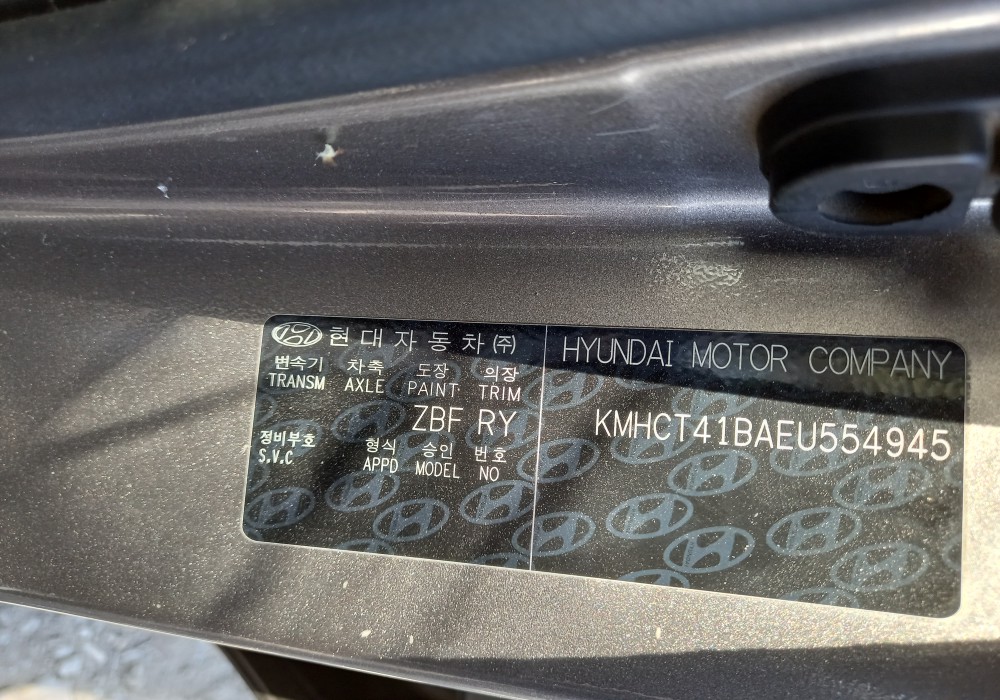 현대자동차(주)
변속기 차축 도장 의장
TRANSM AXLE PAINT TRIM
ZBF RY
정비부호 형식 승인 번호
S.V.C APPD MODEL NO
HYUNDAI MOTOR COMPANY
KMHCT41BAEU554945